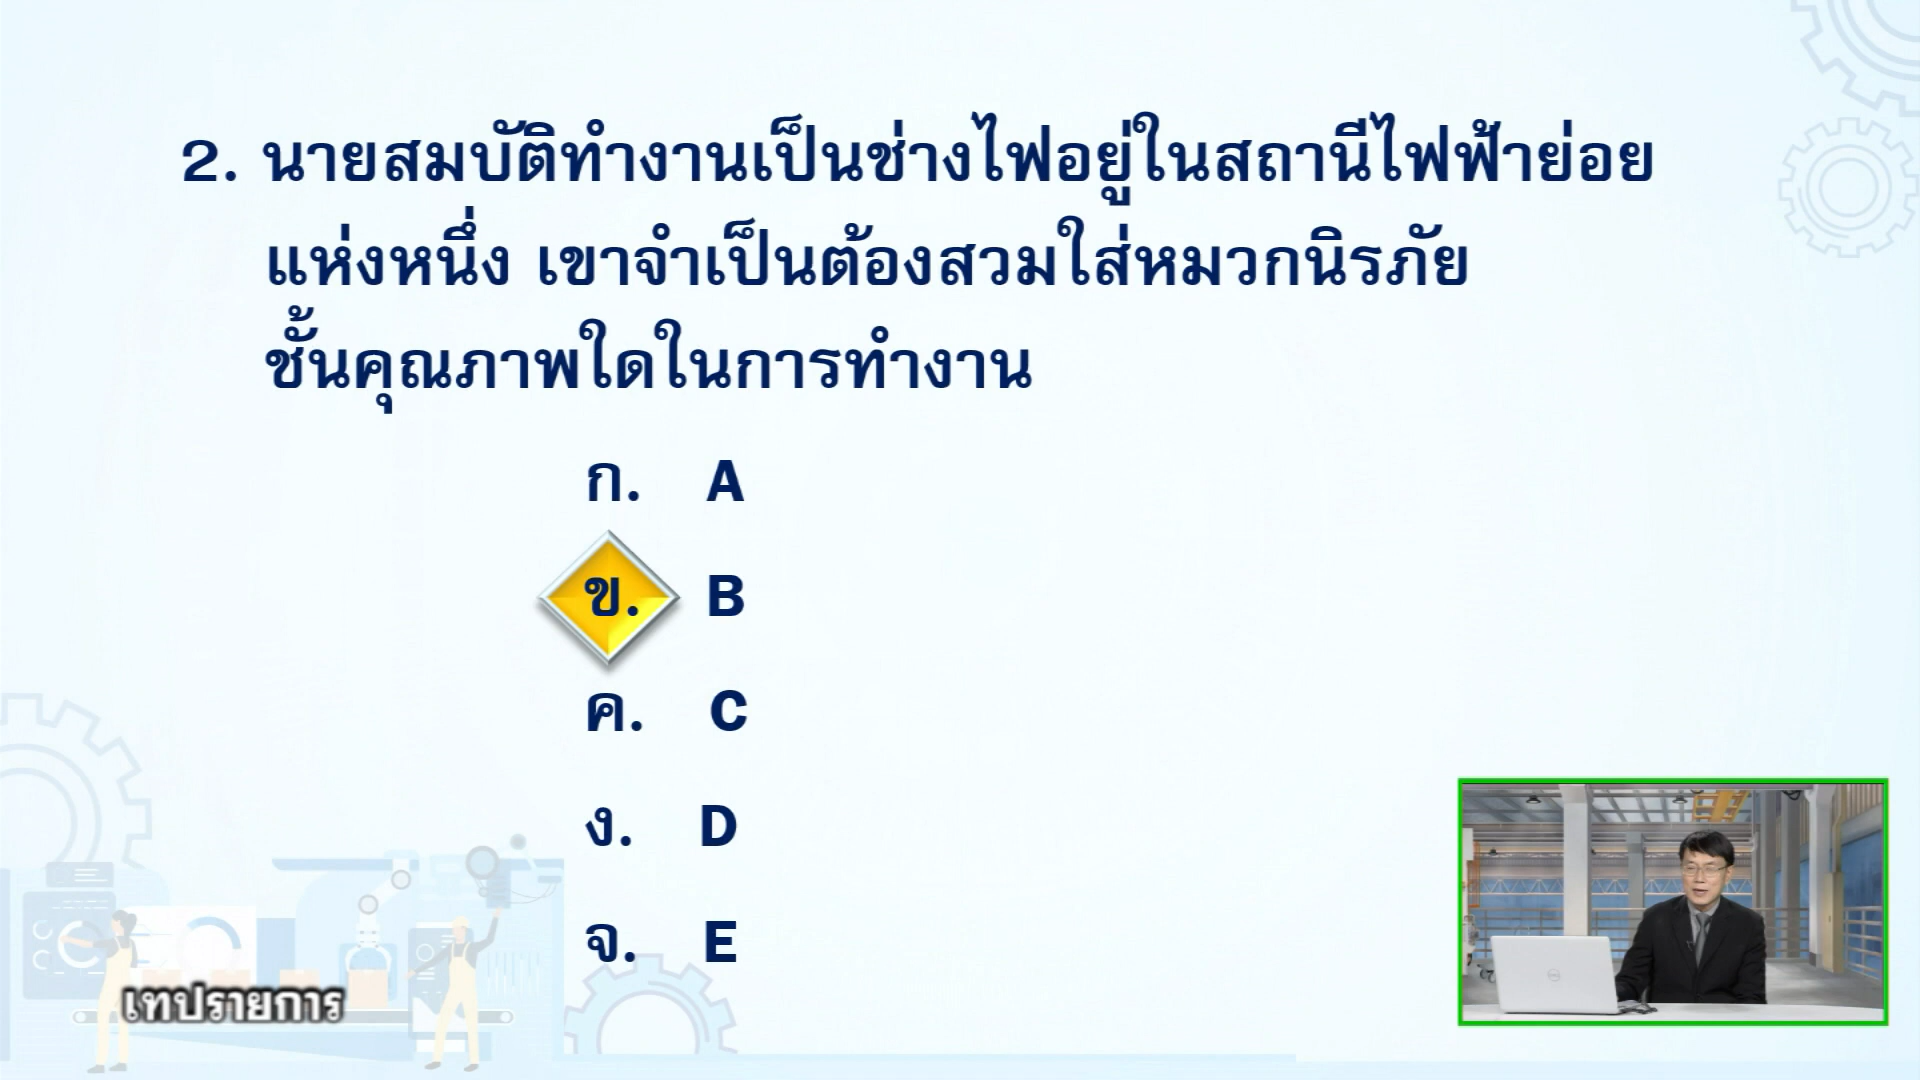 2. นายสมบัติทำงานเป็นช่างไฟอยู่ในสถานีไฟฟ้าย่อย
แห่งหนึ่ง เขาจำเป็นต้องสวมใส่หมวกนิรภัย
ชั้นคุณภาพใดในการทำงาน
ก. A
ข. B
ค. C
ง. D
จ. E
เทปรายการ